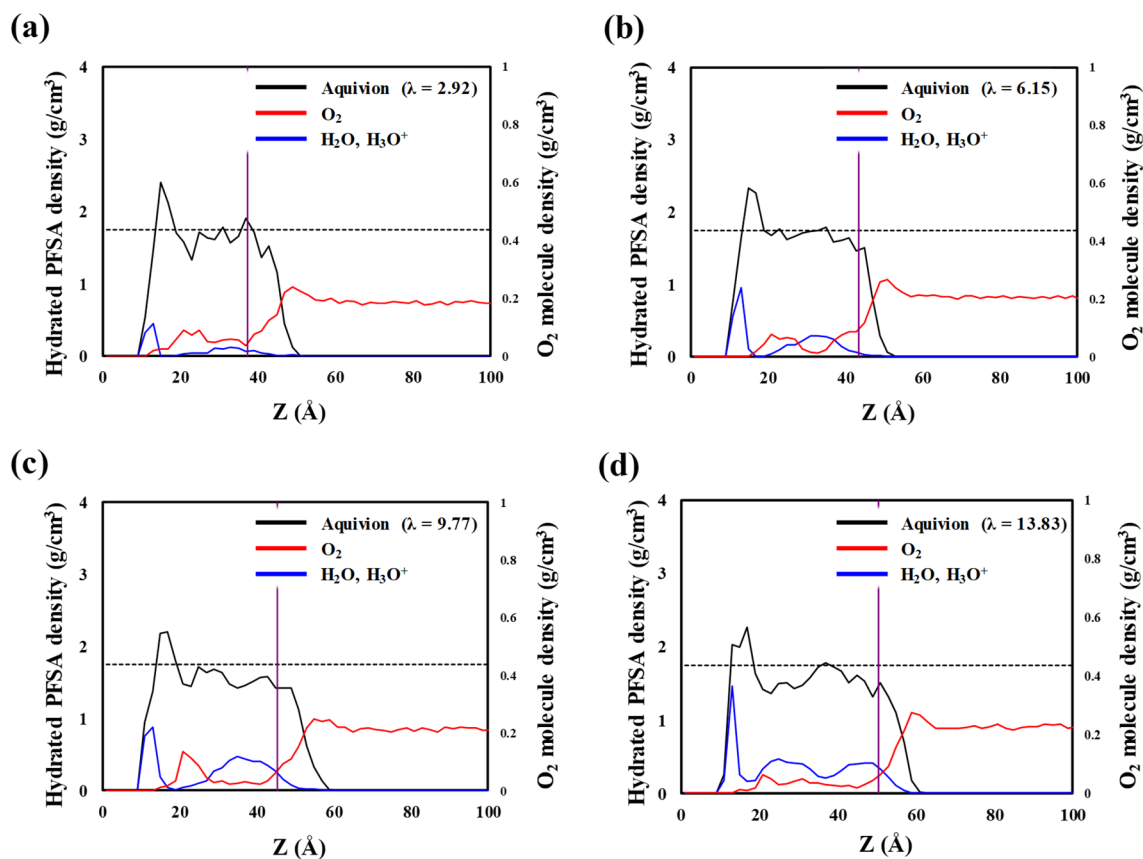 (a)
Hydrated PFSA density (g/cm³)
4
3
2
1
0
Aquivion (λ = 2.92)
O₂
H₂O, H₃O⁺
1
0.8
0.6
0.4
0.2
0
O₂ molecule density (g/cm³)
0 20 40 60 80 100
Z (Å)
(b)
Hydrated PFSA density (g/cm³)
4
3
2
1
0
Aquivion (λ = 6.15)
O₂
H₂O, H₃O⁺
1
0.8
0.6
0.4
0.2
0
O₂ molecule density (g/cm³)
0 20 40 60 80 100
Z (Å)
(c)
Hydrated PFSA density (g/cm³)
4
3
2
1
0
Aquivion (λ = 9.77)
O₂
H₂O, H₃O⁺
1
0.8
0.6
0.4
0.2
0
O₂ molecule density (g/cm³)
0 20 40 60 80 100
Z (Å)
(d)
Hydrated PFSA density (g/cm³)
4
3
2
1
0
Aquivion (λ = 13.83)
O₂
H₂O, H₃O⁺
1
0.8
0.6
0.4
0.2
0
O₂ molecule density (g/cm³)
0 20 40 60 80 100
Z (Å)